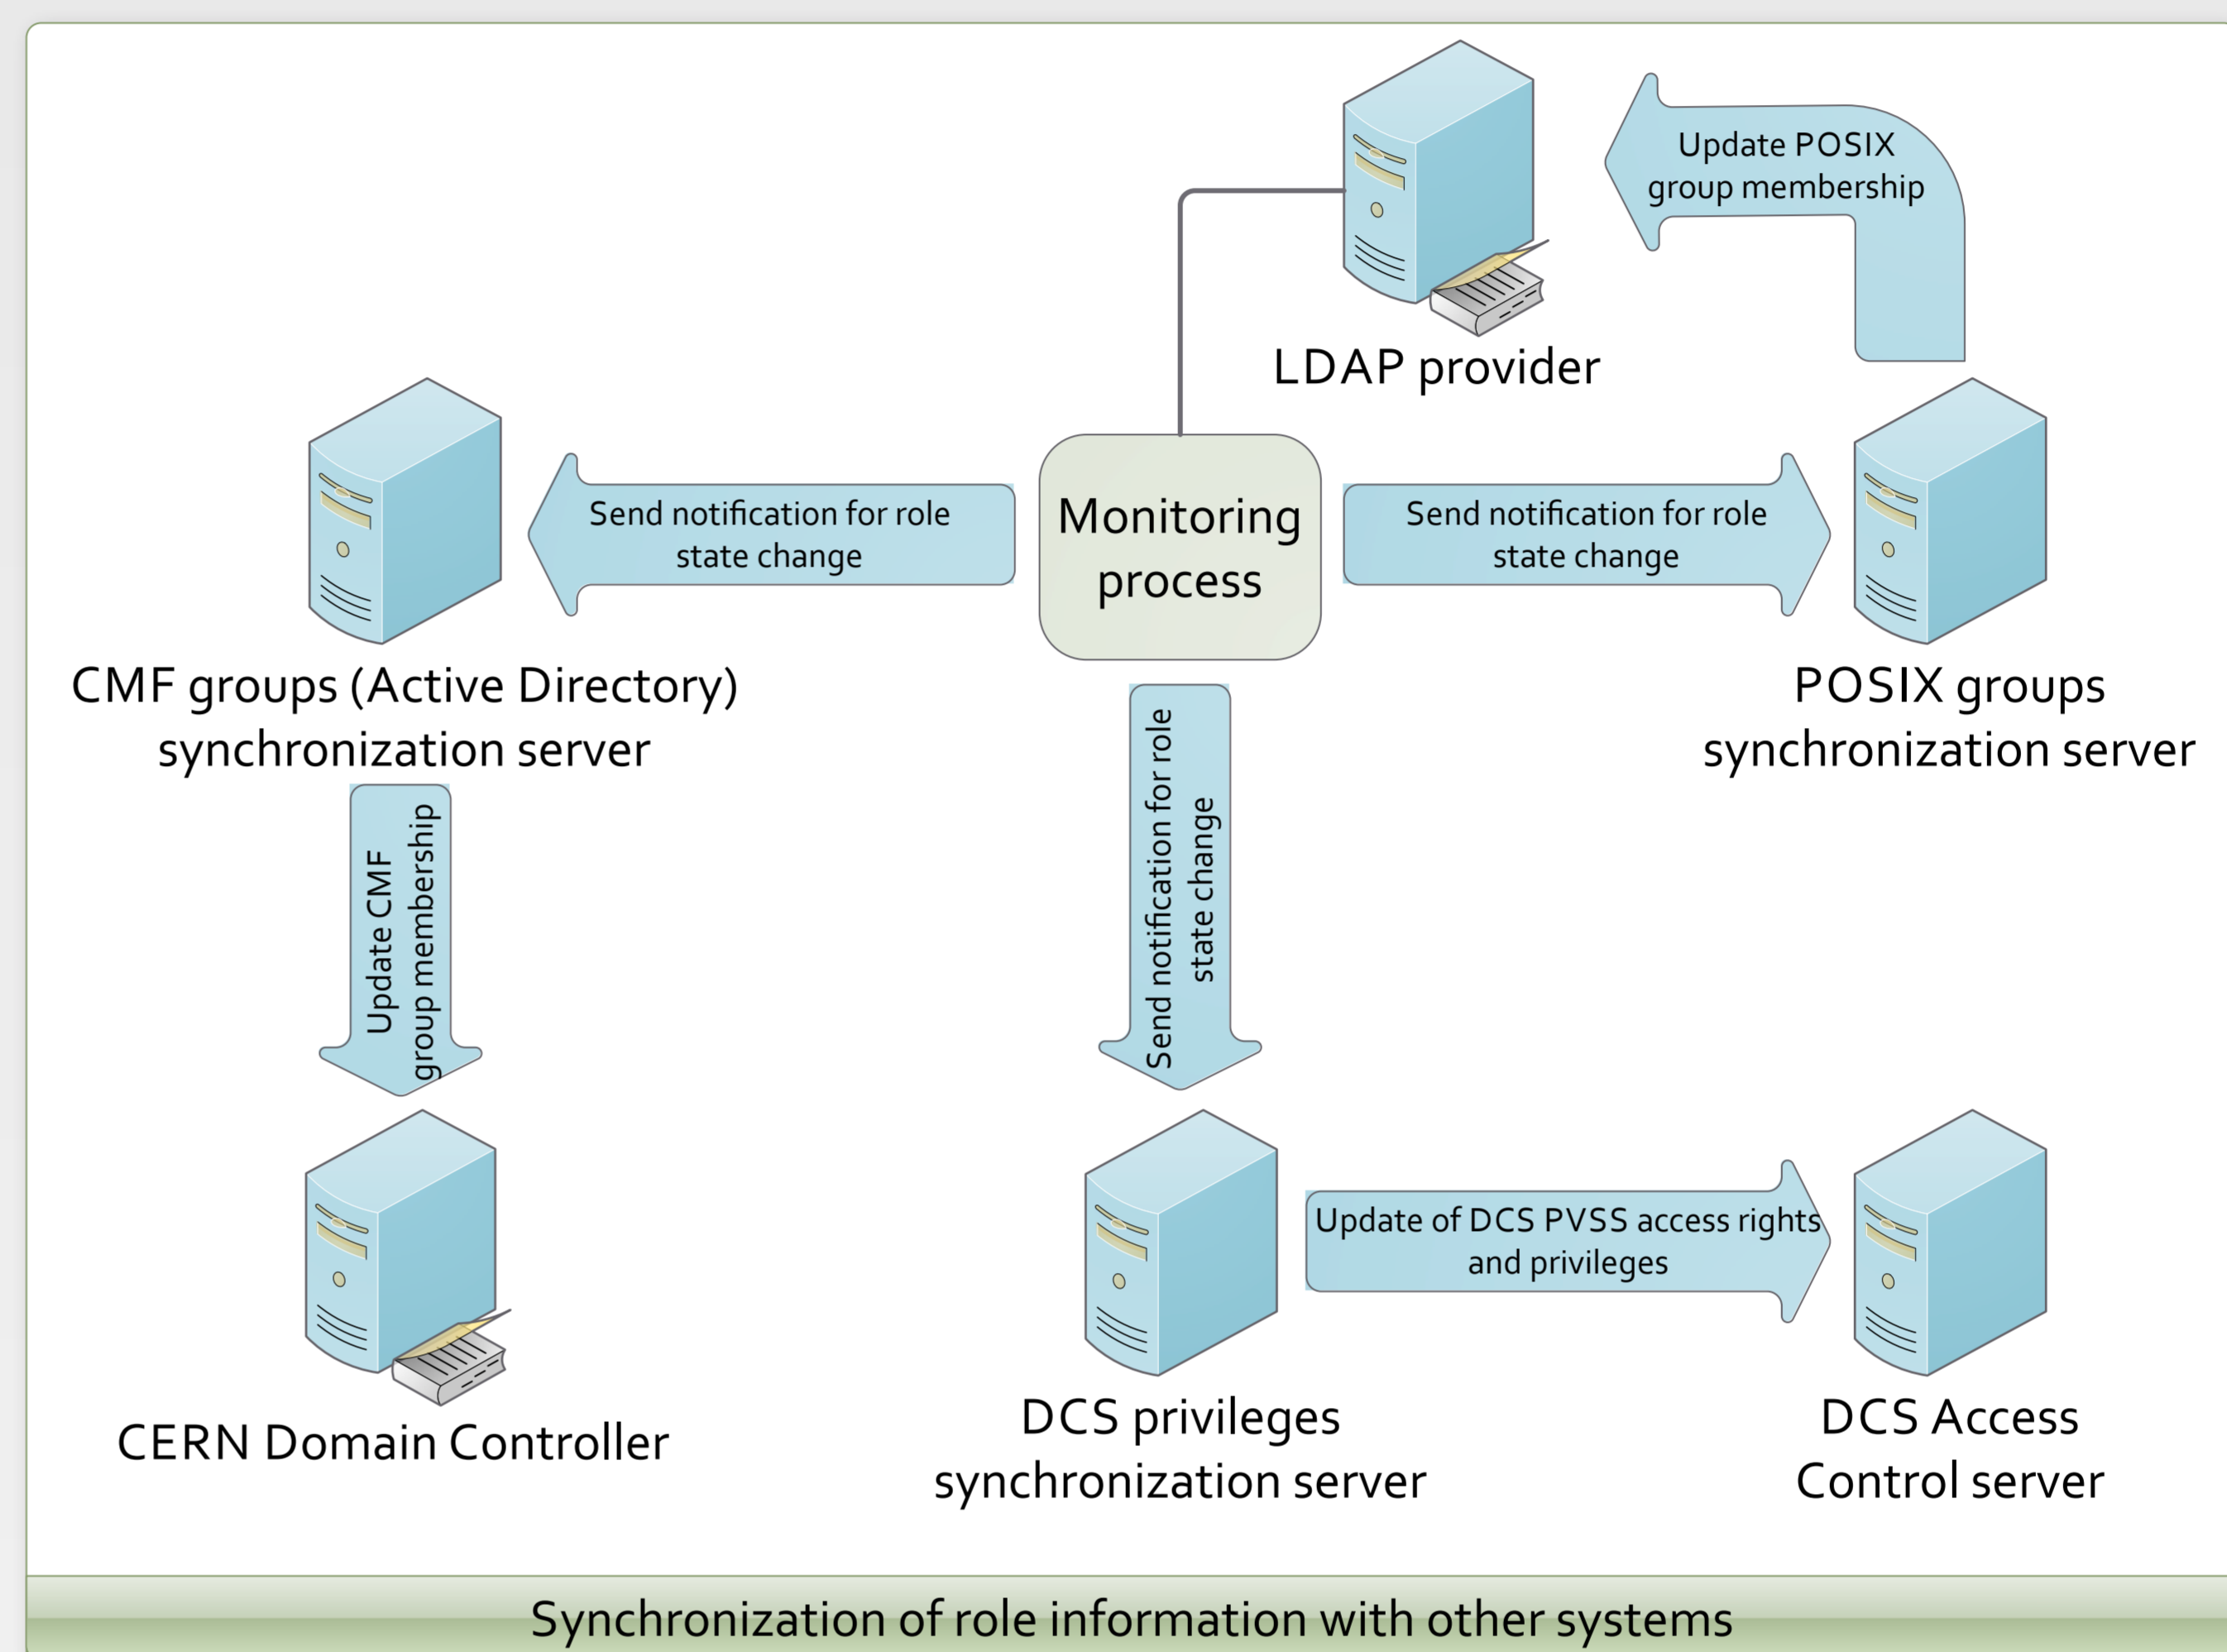 Update POSIX
group membership
LDAP provider
Send notification for role
state change
Monitoring
process
Send notification for role
state change
CMF groups (Active Directory)
synchronization server
POSIX groups
synchronization server
Update CMF
group membership
Send notification for role
state change
Update of DCS PVSS access rights
and privileges
CERN Domain Controller
DCS privileges
synchronization server
DCS Access
Control server
Synchronization of role information with other systems